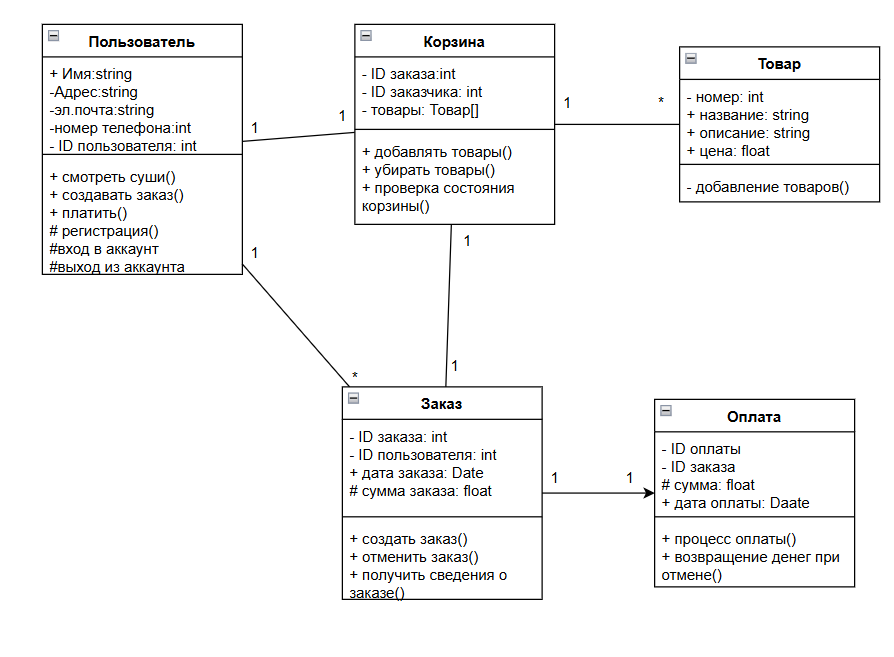 Пользователь
+ Имя:string
-Адрес:string
-эл.почта:string
-номер телефона:int
- ID пользователя: int
+ смотреть суши()
+ создавать заказ()
+ платить()
# регистрация()
#вход в аккаунт
#выход из аккаунта
1
1
Корзина
- ID заказа:int
- ID заказчика: int
- товары: Товар[]
+ добавлять товары()
+ убирать товары()
+ проверка состояния
корзины()
1
*
Товар
- номер: int
+ название: string
+ описание: string
+ цена: float
- добавление товаров()
1
*
1
1
Заказ
- ID заказа: int
- ID пользователя: int
+ дата заказа: Date
# сумма заказа: float
+ создать заказ()
+ отменить заказ()
+ получить сведения о
заказе()
1
1
Оплата
- ID оплаты
- ID заказа
# сумма: float
+ дата оплаты: Daate
+ процесс оплаты()
+ возвращение денег при
отмене()